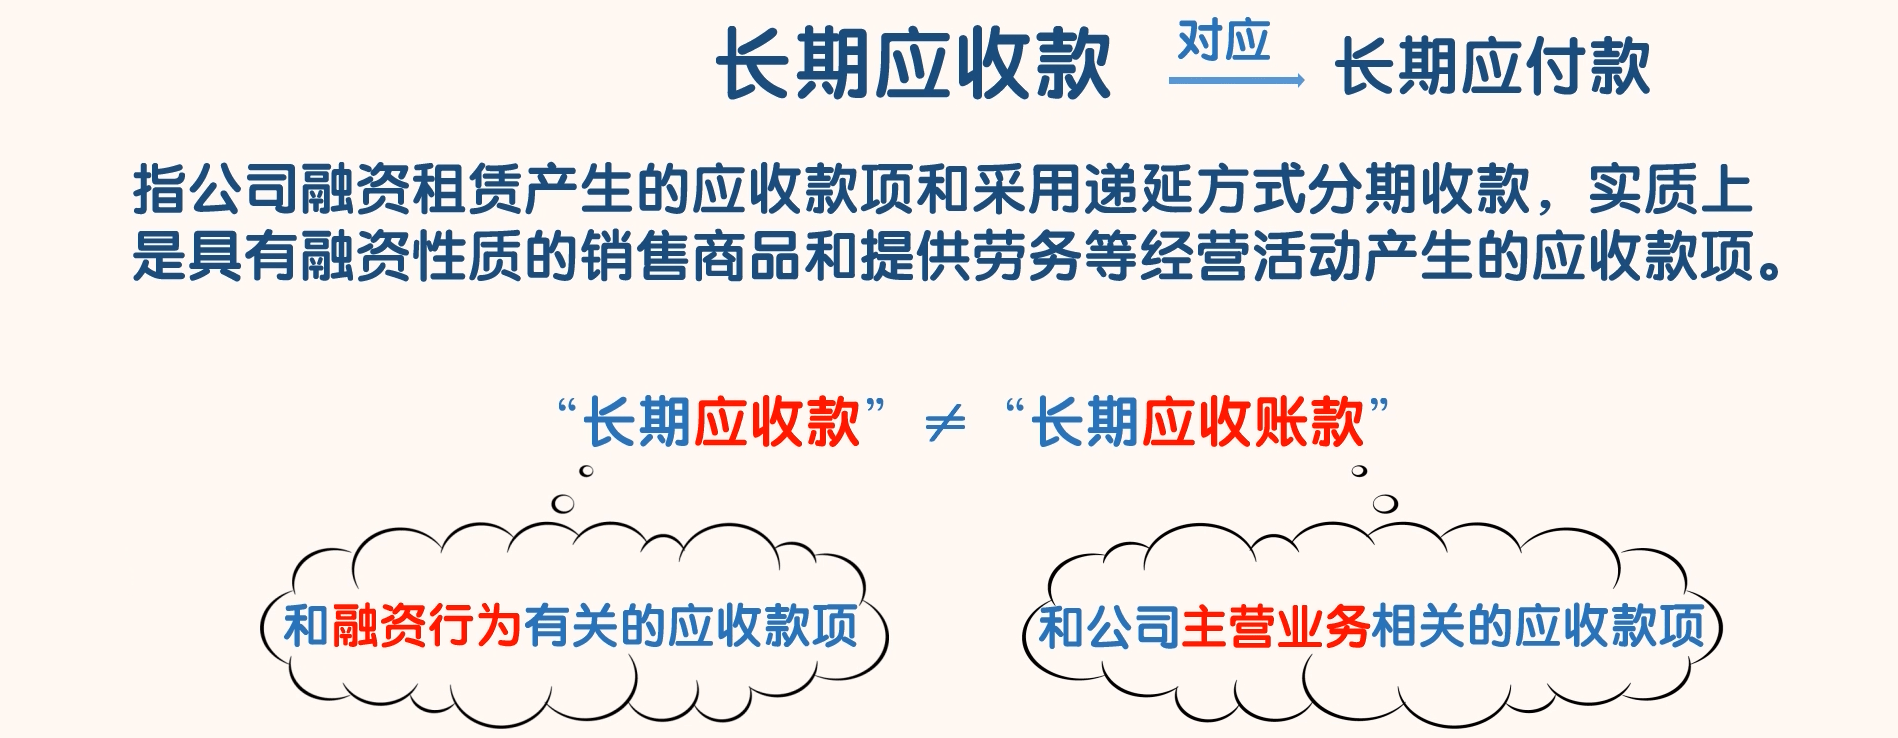 长期应收款 对应 长期应付款
指公司融资租赁产生的应收款项和采用递延方式分期收款，实质上
是具有融资性质的销售商品和提供劳务等经营活动产生的应收款项。
“长期应收款” ≠ “长期应收账款”
和融资行为有关的应收款项
和公司主营业务相关的应收款项